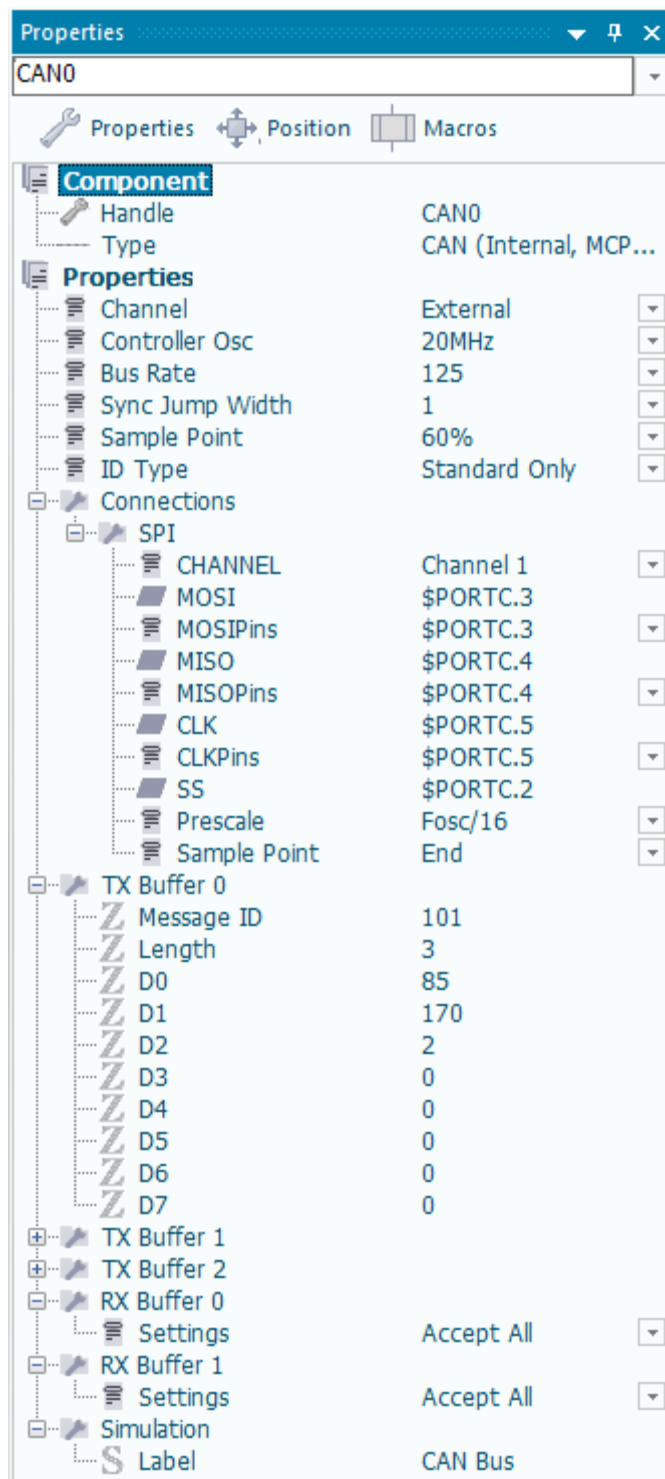 Properties
CAN0
Properties Position Macros
Component
Handle CAN0
Type CAN (Internal, MCP...
Properties
Channel External
Controller Osc 20MHz
Bus Rate 125
Sync Jump Width 1
Sample Point 60%
ID Type Standard Only
Connections
SPI
CHANNEL Channel 1
MOSI $PORTC.3
MOSIPins $PORTC.3
MISO $PORTC.4
MISOPins $PORTC.4
CLK $PORTC.5
CLKPins $PORTC.5
SS $PORTC.2
Prescale Fosc/16
Sample Point End
TX Buffer 0
Message ID 101
Length 3
D0 85
D1 170
D2 2
D3 0
D4 0
D5 0
D6 0
D7 0
TX Buffer 1
TX Buffer 2
RX Buffer 0
Settings Accept All
RX Buffer 1
Settings Accept All
Simulation
Label CAN Bus